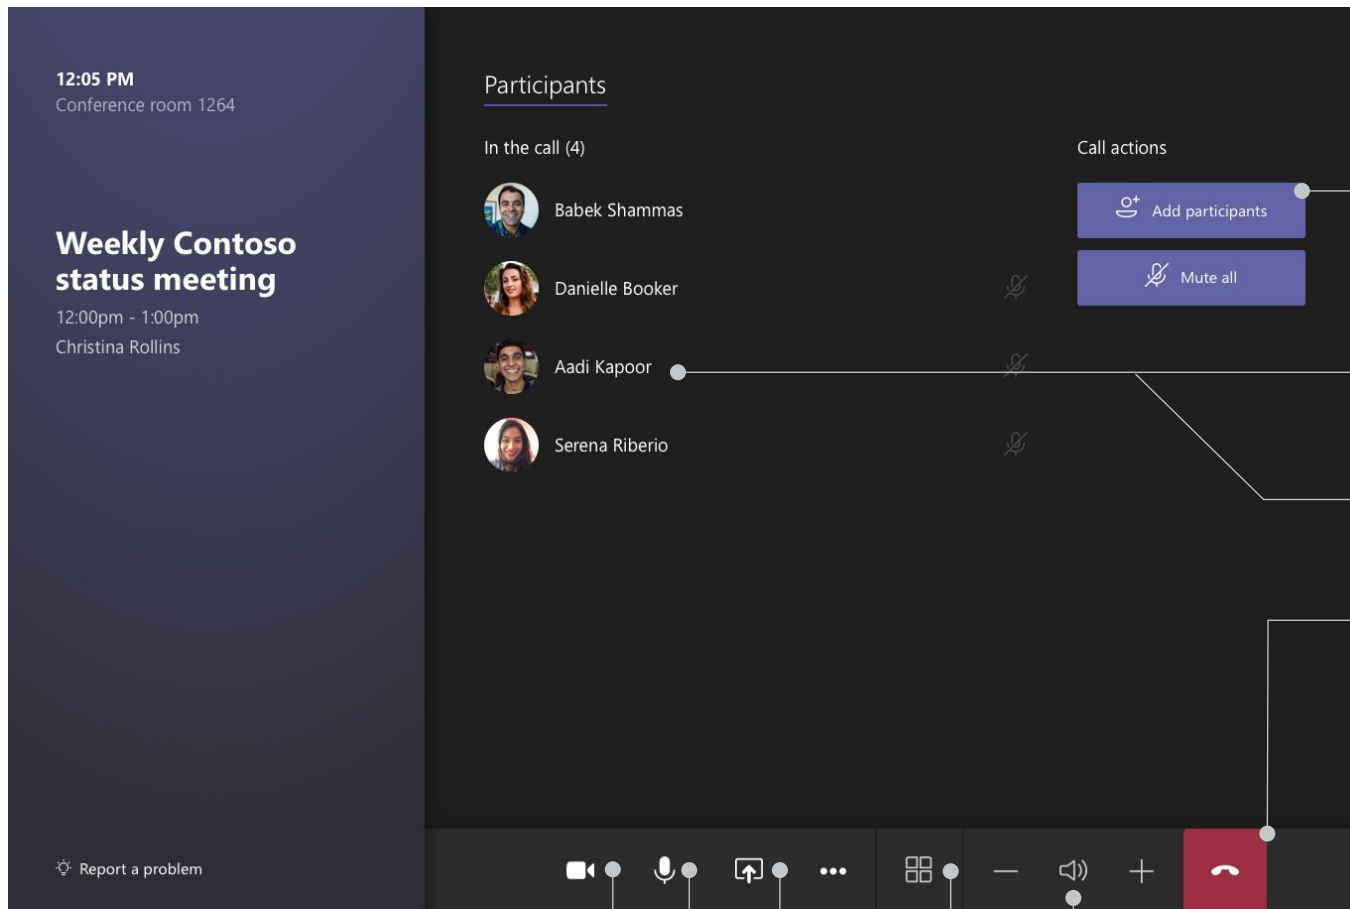 12:05 PM
Conference room 1264
Weekly Contoso
status meeting
12:00pm - 1:00pm
Christina Rollins
Report a problem
Participants
In the call (4)
Babek Shammas
Danielle Booker
Aadi Kapoor
Serena Riberio
Call actions
Add participants
Mute all